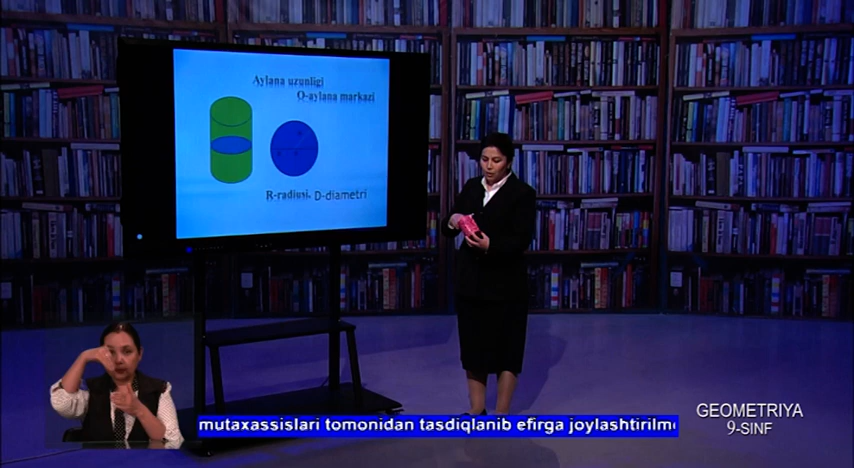 Aylana uzunligi
O-aylana markazi
R-radiusi. D-diametri
mutaxassislari tomonidan tasdiqlanib efirga joylashtirilm
GEOMETRIYA
9-SINF